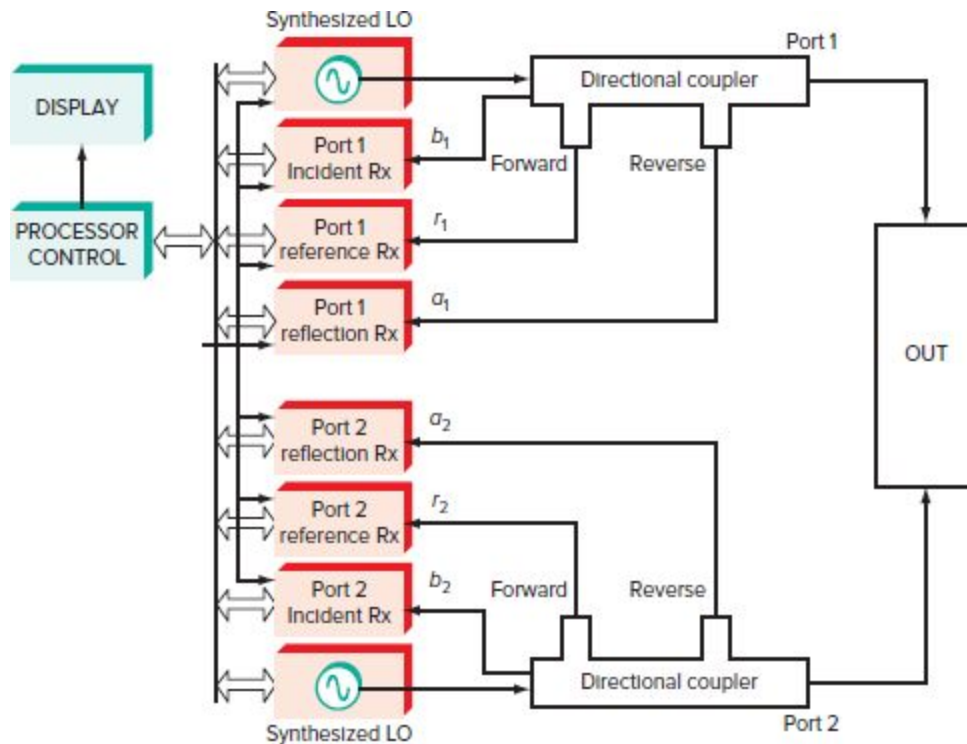 Synthesized LO
Port 1
Directional coupler
DISPLAY
Port 1
Incident Rx
b1
Forward
Reverse
PROCESSOR
CONTROL
Port 1
reference Rx
r1
Port 1
reflection Rx
a1
OUT
Port 2
reflection Rx
a2
Port 2
reference Rx
r2
Port 2
Incident Rx
b2
Forward
Reverse
Directional coupler
Synthesized LO
Port 2